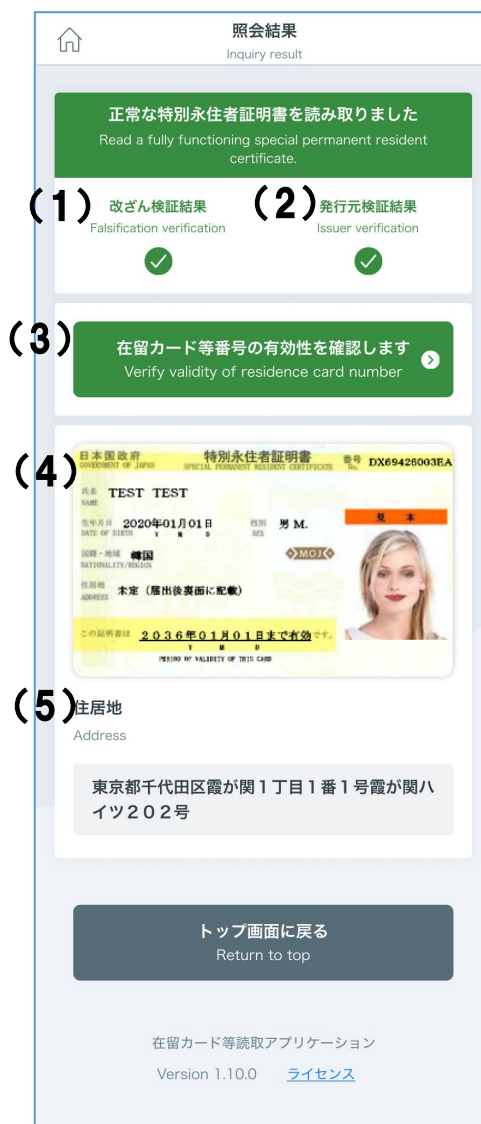 照会結果
Inquiry result
正常な特別永住者証明書を読み取りました
Read a fully functioning special permanent resident
certificate.
(1) 改ざん検証結果 (2) 発行元検証結果
Falsification verification Issuer verification
(3) 在留カード等番号の有効性を確認します
Verify validity of residence card number
(4) 日本国政府 特別永住者証明書 番号 DX69426003EA
GOVERNMENT OF JAPAN SPECIAL PERMANENT RESIDENT CERTIFICATE No.
氏名 TEST TEST
NAME
見 本
生年月日 2020年01月01日 性別 男 M.
DATE OF BIRTH Y M D SEX
国籍・地域 韓国
NATIONALITY/REGION
MOJ
住居地 未定(届出後裏面に記載)
ADDRESS
この証明書は 2036年01月01日まで有効です。
Y M D
PERIOD OF VALIDITY OF THIS CARD
(5) 住居地
Address
東京都千代田区霞が関1丁目1番1号霞が関ハ
イツ202号
トップ画面に戻る
Return to top
在留カード等読取アプリケーション
Version 1.10.0 ライセンス